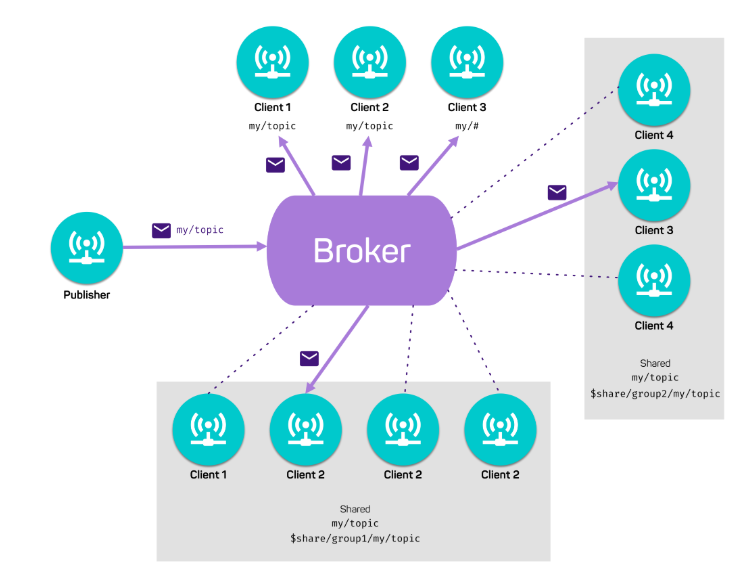 Client 1
Client 2
Client 3
my/topic
my/topic
my/#
Client 4
my/topic
Broker
Client 3
Publisher
Client 4
Shared
my/topic
$share/group2/my/topic
Client 1
Client 2
Client 2
Client 2
Shared
my/topic
$share/group1/my/topic